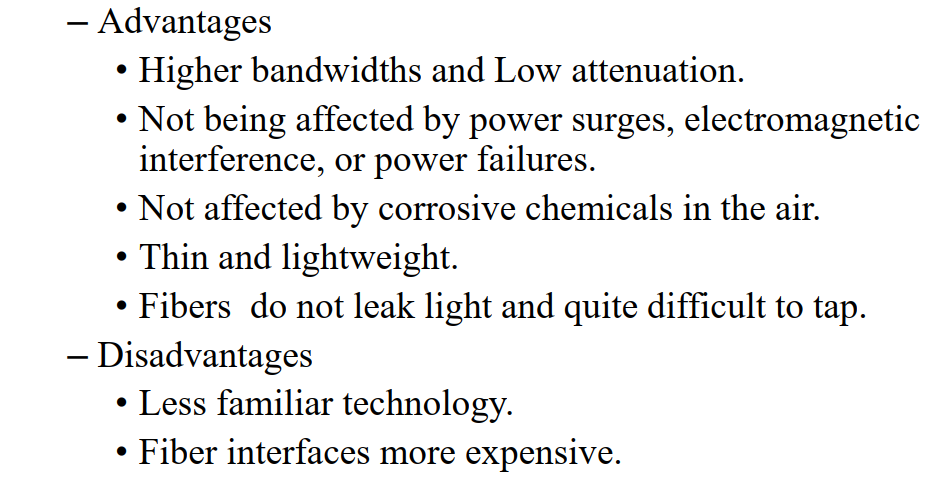 – Advantages
• Higher bandwidths and Low attenuation.
• Not being affected by power surges, electromagnetic
interference, or power failures.
• Not affected by corrosive chemicals in the air.
• Thin and lightweight.
• Fibers  do not leak light and quite difficult to tap.
– Disadvantages
• Less familiar technology.
• Fiber interfaces more expensive.